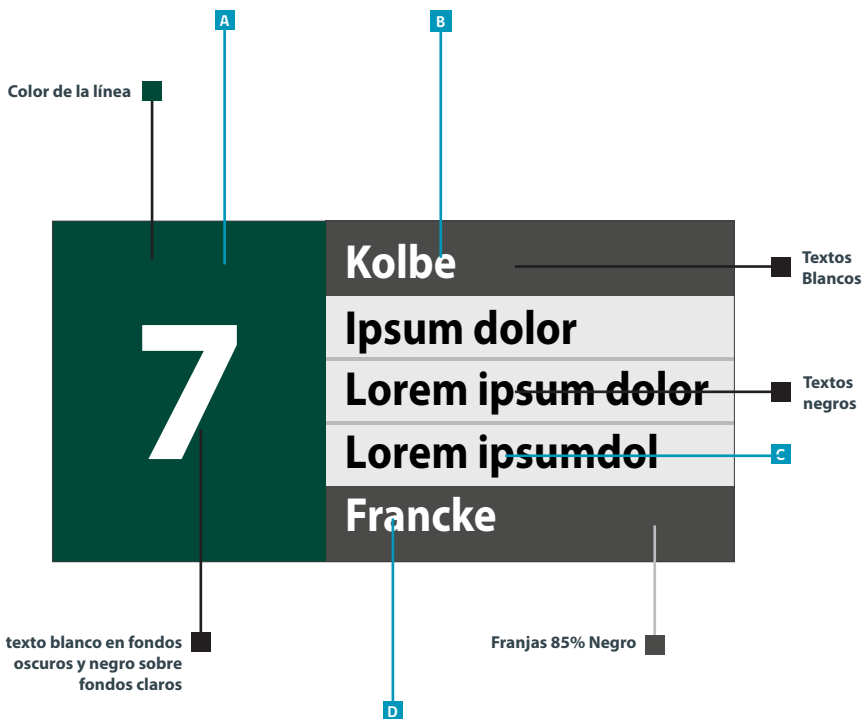 A
B
Color de la línea
Kolbe
Textos
Blancos
7
Ipsum dolor
Lorem ipsum dolor
Textos
negros
Lorem ipsumdol
C
Francke
texto blanco en fondos
oscuros y negro sobre
fondos claros
Franjas 85% Negro
D